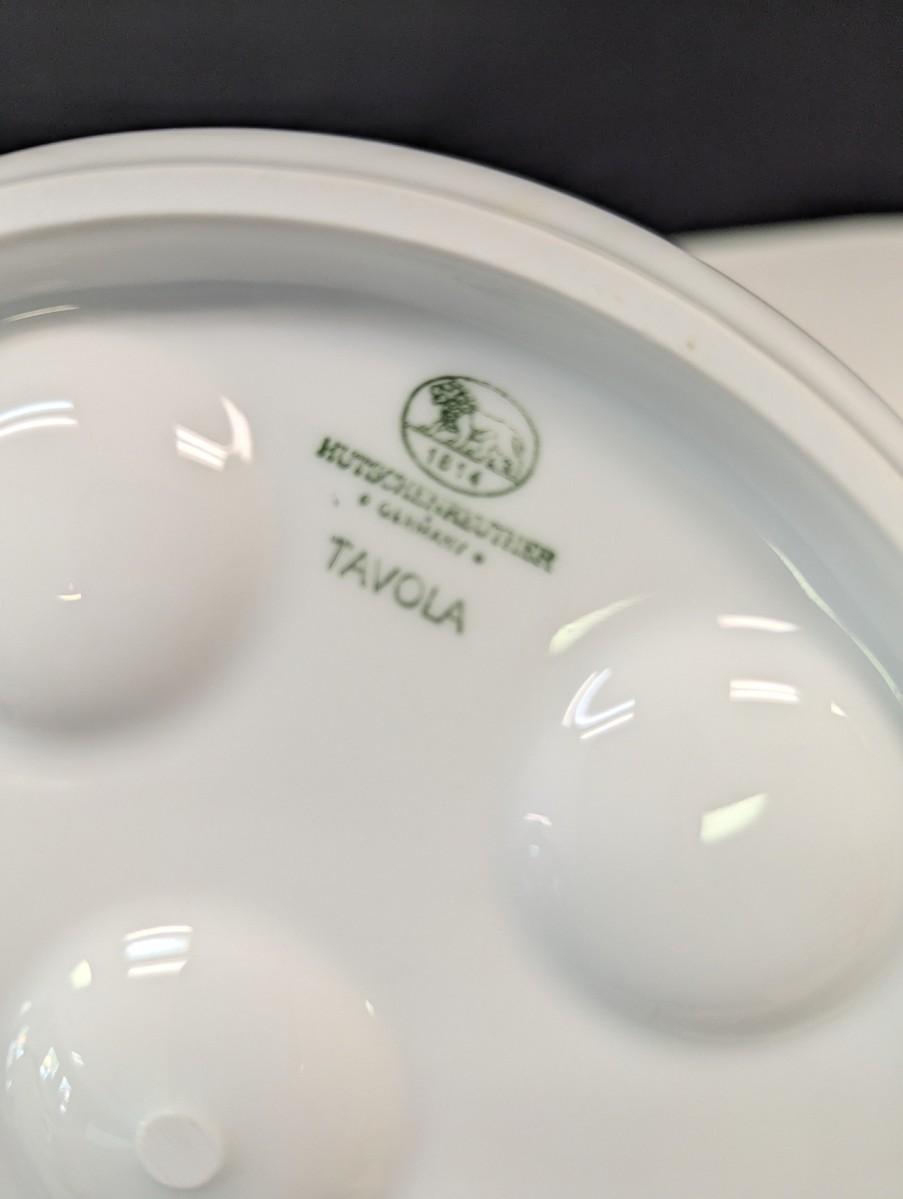 1814
HUTSCHENREUTHER
• GERMANY •
TAVOLA